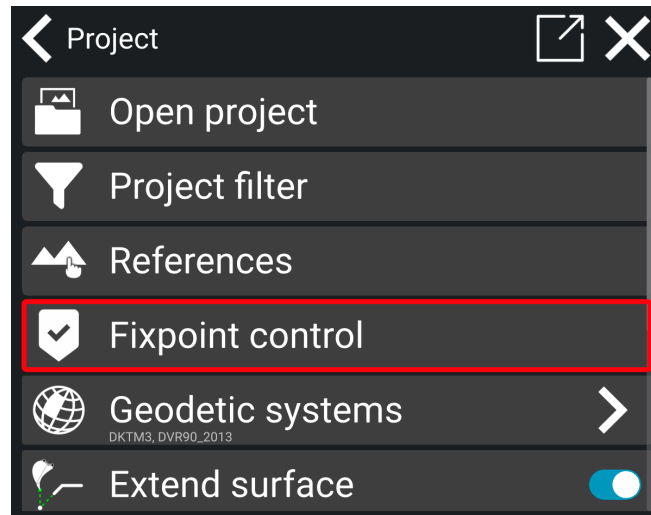 Project
Open project
Project filter
References
Fixpoint control
Geodetic systems
DKTM3, DVR90_2013
Extend surface